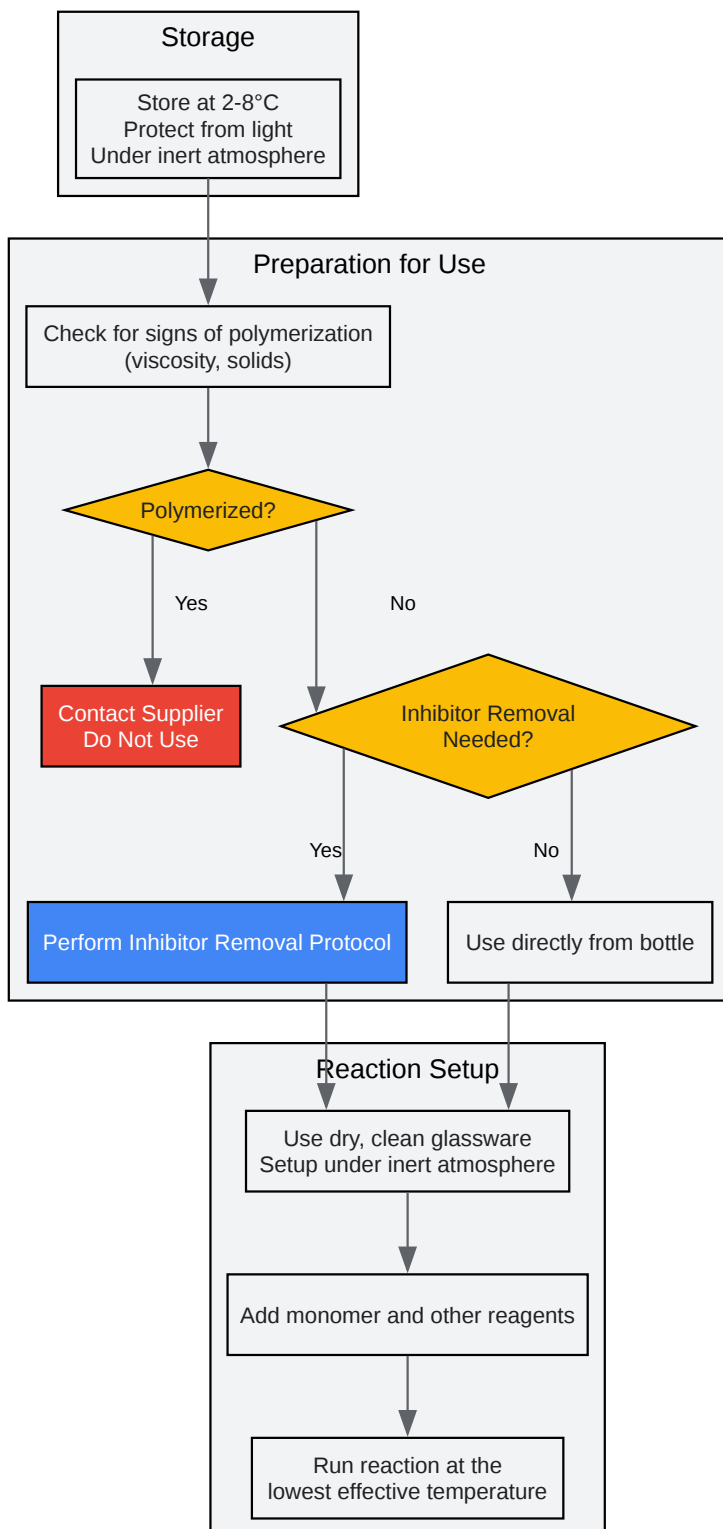 Storage
Store at 2-8°C
Protect from light
Under inert atmosphere
Preparation for Use
Check for signs of polymerization
(viscosity, solids)
Polymerized?
Yes
No
Contact Supplier
Do Not Use
Inhibitor Removal
Needed?
Yes
No
Perform Inhibitor Removal Protocol
Use directly from bottle
Reaction Setup
Use dry, clean glassware
Setup under inert atmosphere
Add monomer and other reagents
Run reaction at the
lowest effective temperature